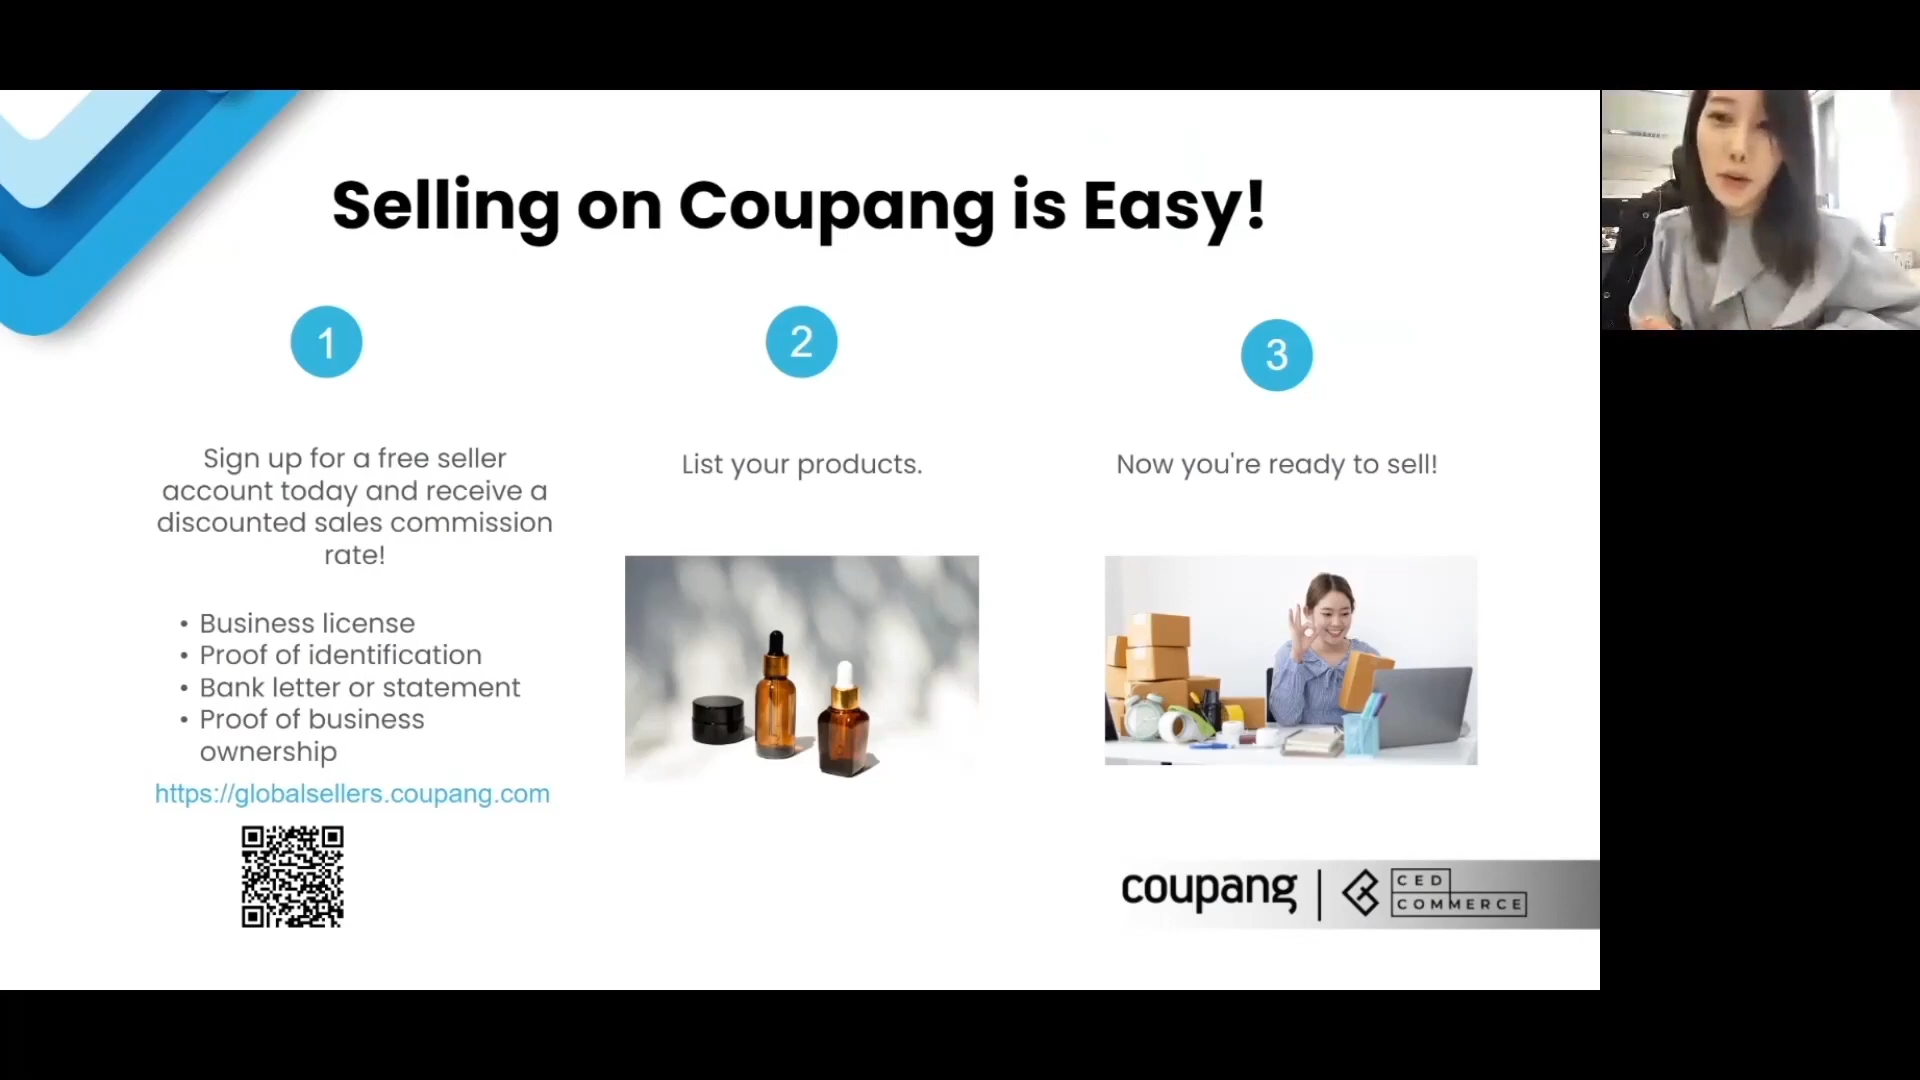 Selling on Coupang is Easy!
1
Sign up for a free seller
account today and receive a
discounted sales commission
rate!
• Business license
• Proof of identification
• Bank letter or statement
• Proof of business
ownership
https://globalsellers.coupang.com
2
List your products.
3
Now you're ready to sell!
coupang
CED
COMMERCE